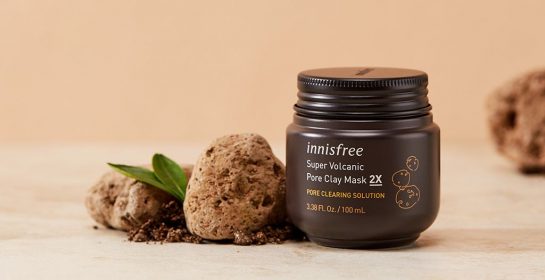 innisfree
Super Volcanic
Pore Clay Mask 2X
PORE CLEARING SOLUTION
3.38 Fl. Oz. / 100 mL